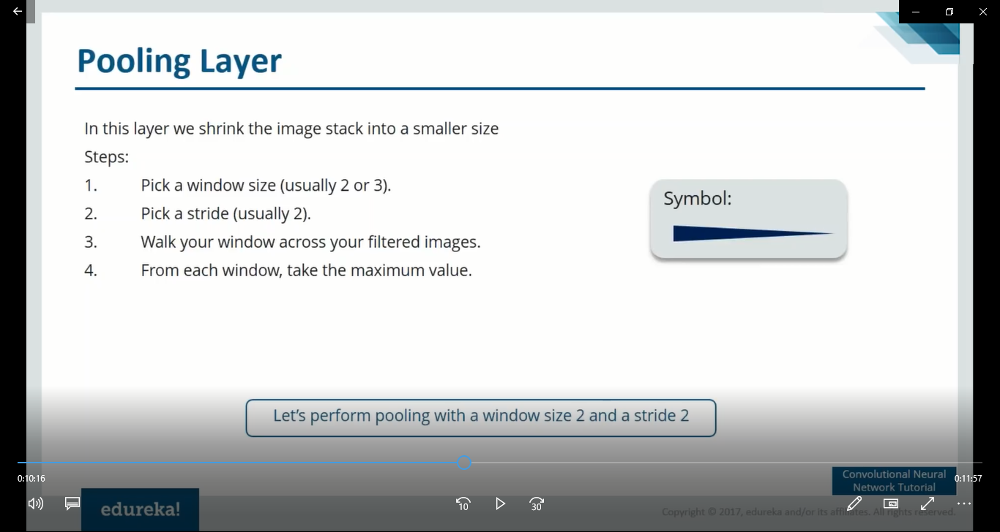 Pooling Layer
In this layer we shrink the image stack into a smaller size
Steps:
1. Pick a window size (usually 2 or 3).
2. Pick a stride (usually 2).
3. Walk your window across your filtered images.
4. From each window, take the maximum value.
Symbol:
Let's perform pooling with a window size 2 and a stride 2
Convolutional Neural
Network Tutorial
0:10:16
0:11:57
edureka!
10
30
Copyright © 2017, edureka and/or its affiliates. All rights reserved.